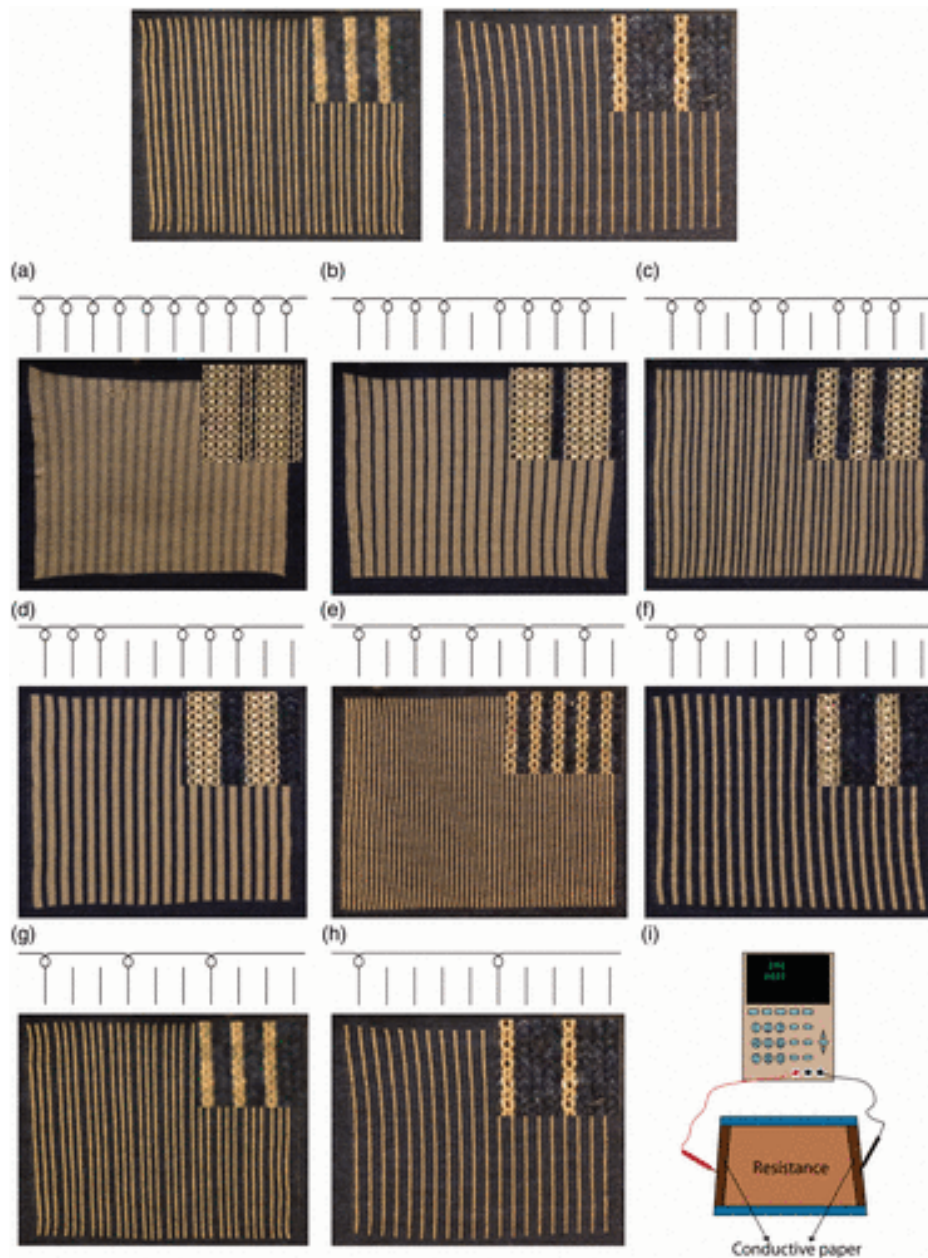 (a) (b) (c)
(d) (e) (f)
(g) (h) (i)
Resistance
Conductive paper